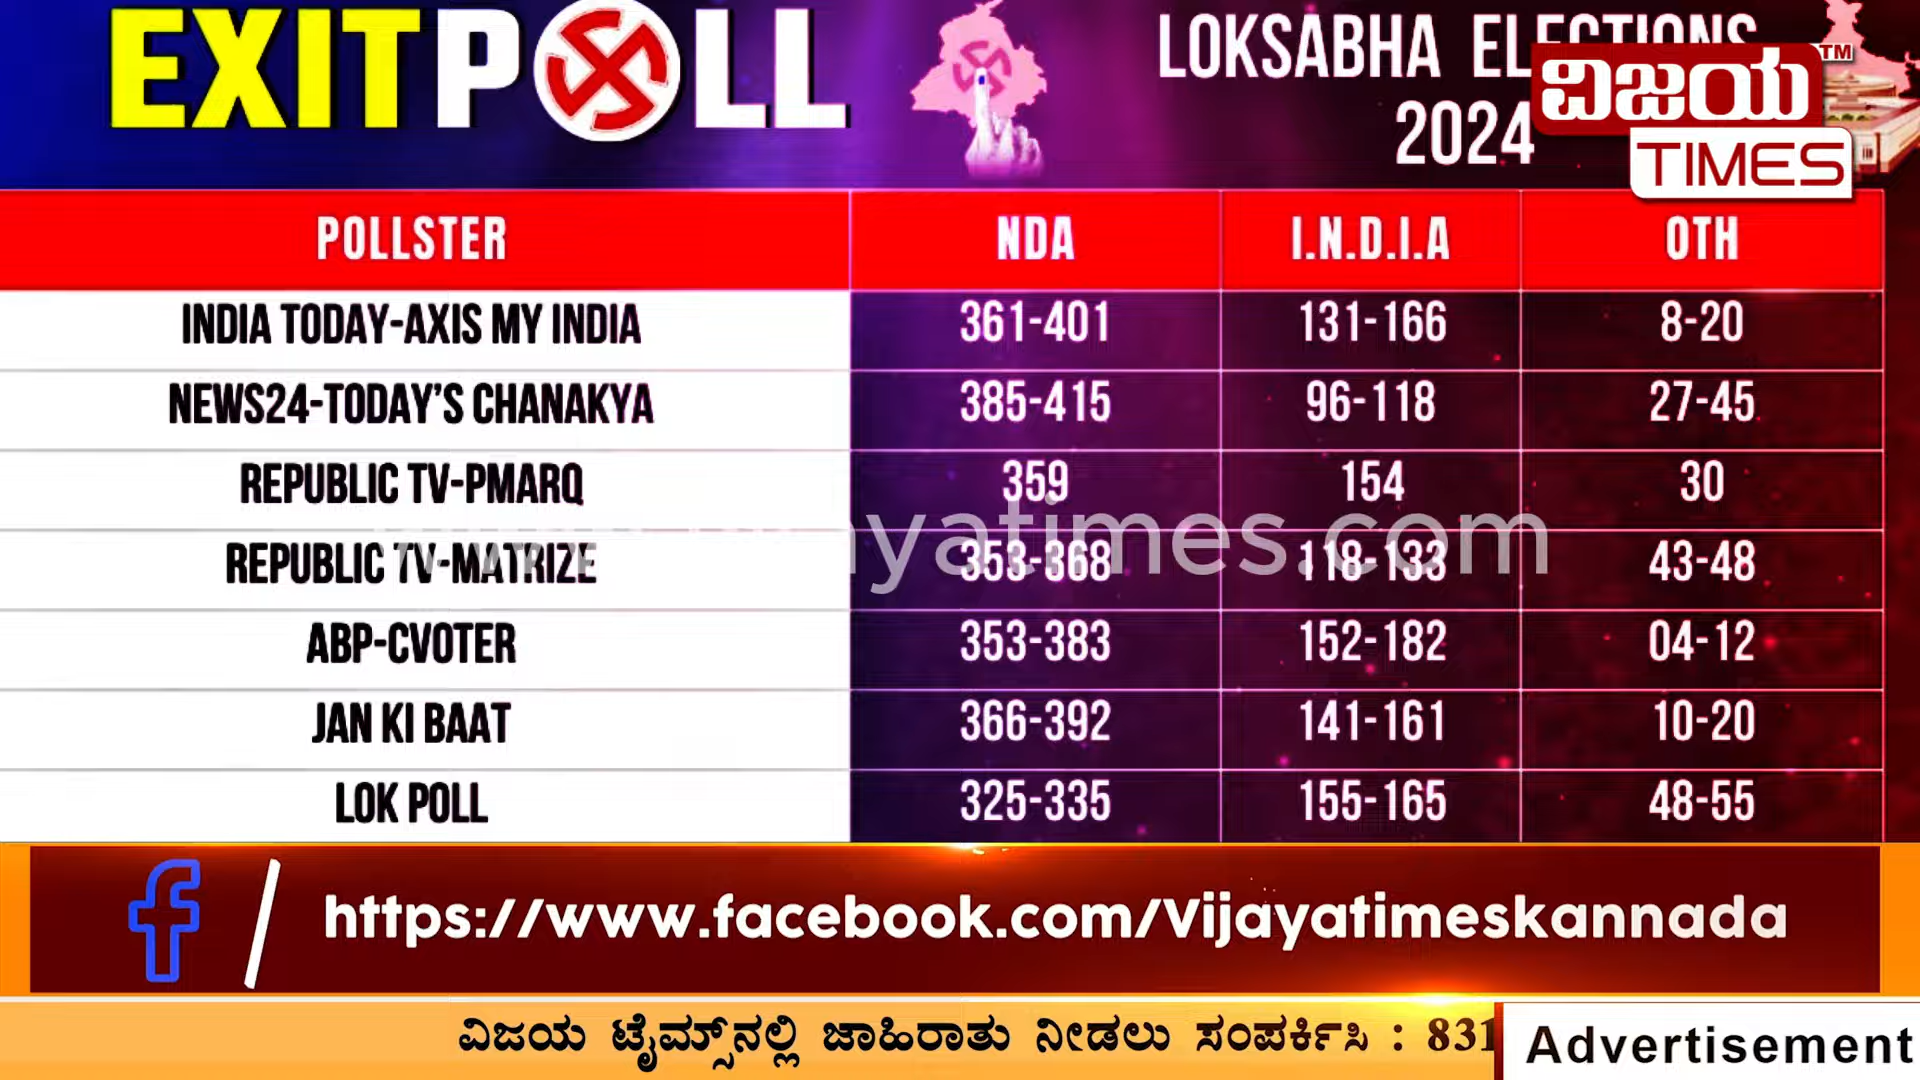 EXIT POLL
LOKSABHA ELECTIONS
2024
ವಿಜಯ TM
TIMES
POLLSTER NDA I.N.D.I.A OTH
INDIA TODAY-AXIS MY INDIA 361-401 131-166 8-20
NEWS24-TODAY'S CHANAKYA 385-415 96-118 27-45
REPUBLIC TV-PMARQ 359 154 30
REPUBLIC TV-MATRIZE 353-368 118-133 43-48
ABP-CVOTER 353-383 152-182 04-12
JAN KI BAAT 366-392 141-161 10-20
LOK POLL 325-335 155-165 48-55
https://www.facebook.com/Vijayatimeskannada
ವಿಜಯ ಟೈಮ್ಸ್‌ನಲ್ಲಿ ಜಾಹಿರಾತು ನೀಡಲು ಸಂಪರ್ಕಿಸಿ : 831
Advertisement